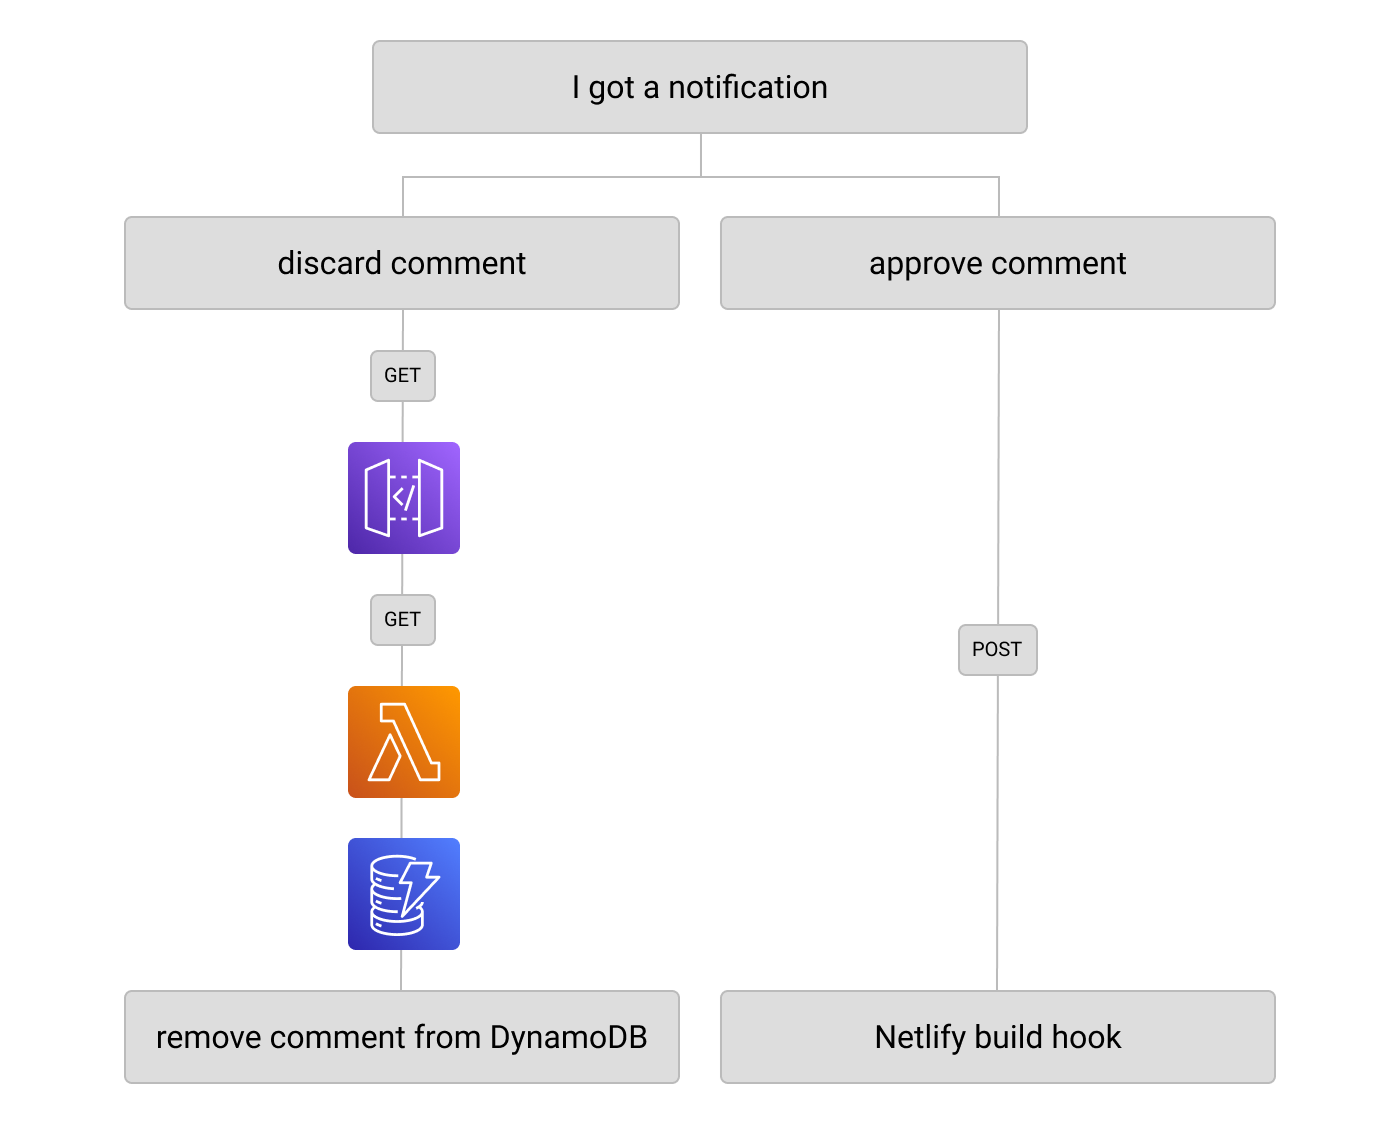 I got a notification
discard comment
approve comment
GET
GET
POST
remove comment from DynamoDB
Netlify build hook